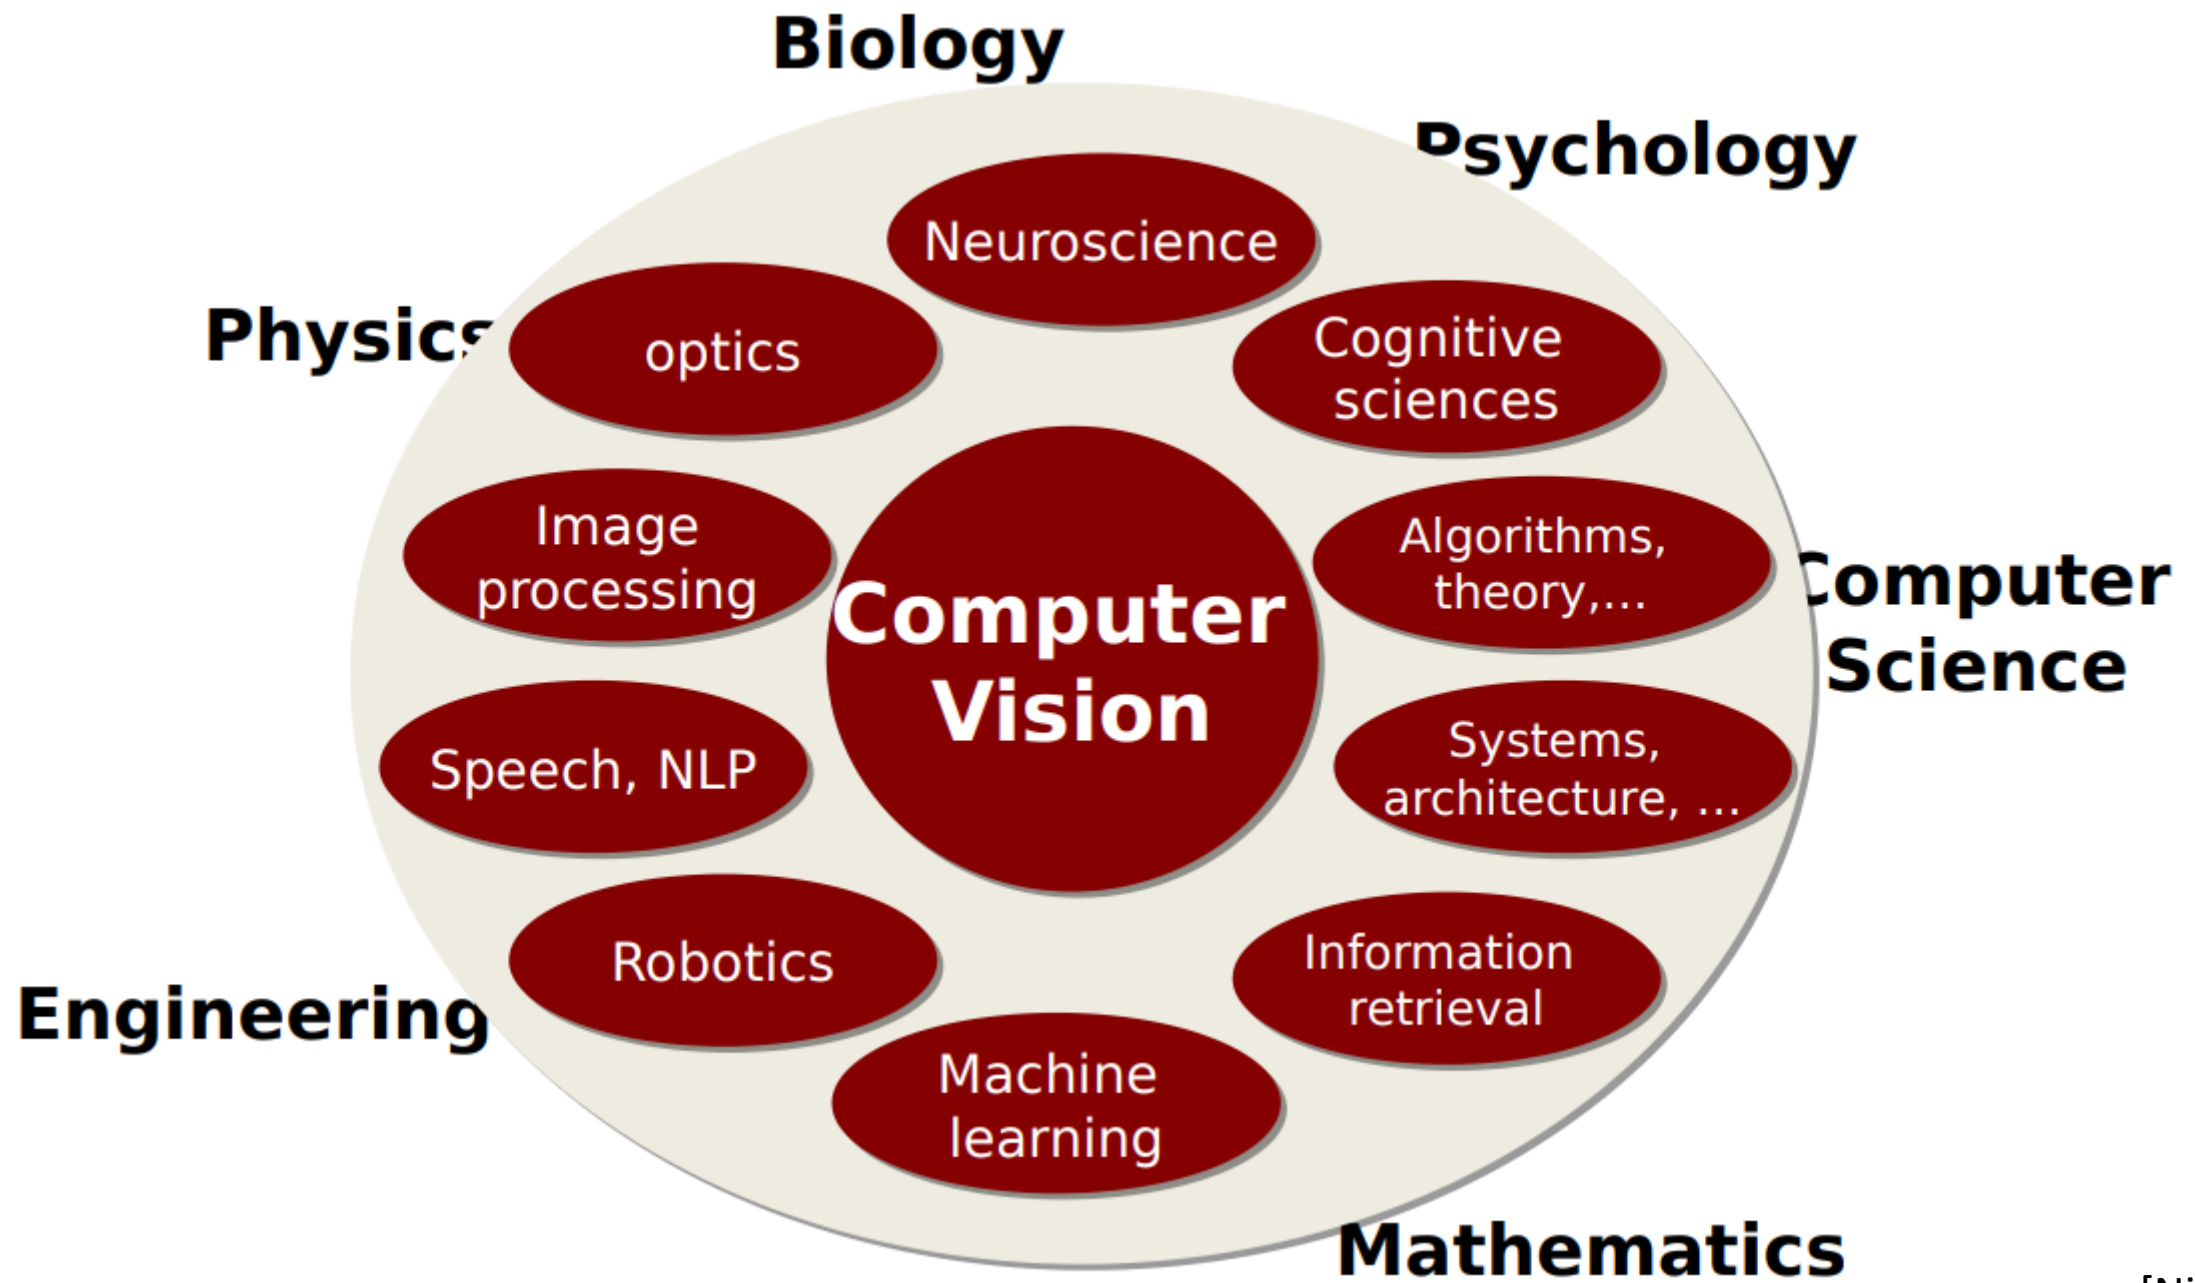 Biology
Psychology
Neuroscience
Physics
optics
Cognitive
sciences
Image
processing
Algorithms,
theory,...
Computer
Science
Computer
Vision
Speech, NLP
Systems,
architecture, ...
Robotics
Information
retrieval
Engineering
Machine
learning
Mathematics